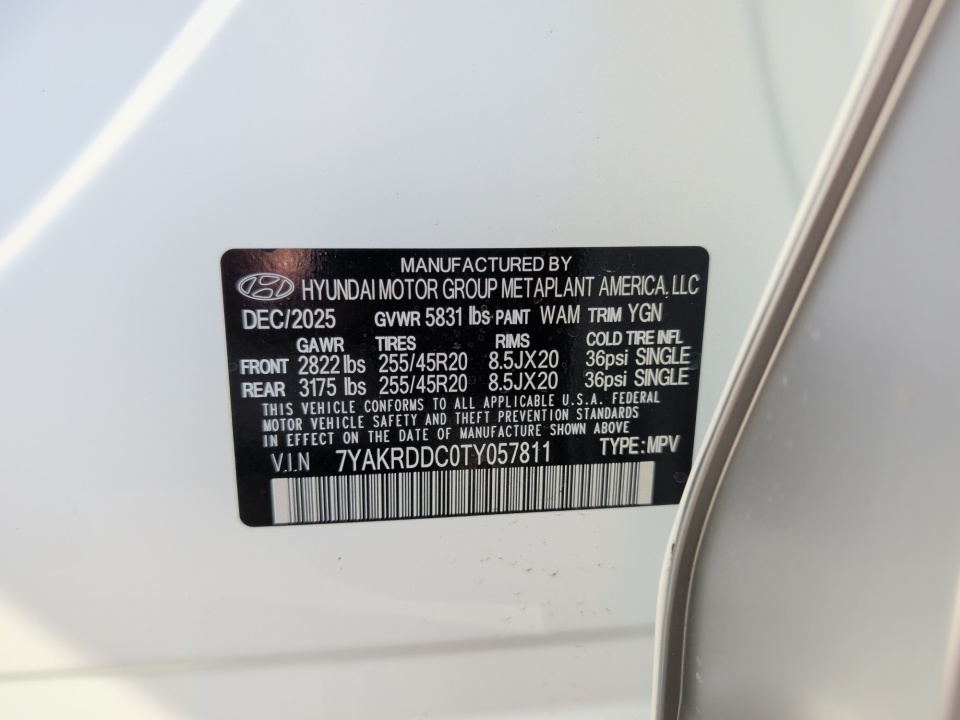 MANUFACTURED BY
HYUNDAI MOTOR GROUP METAPLANT AMERICA, LLC
DEC/2025 GVWR 5831 lbs PAINT WAM TRIM YGN
GAWR TIRES RIMS COLD TIRE INFL
FRONT 2822 lbs 255/45R20 8.5JX20 36psi SINGLE
REAR 3175 lbs 255/45R20 8.5JX20 36psi SINGLE
THIS VEHICLE CONFORMS TO ALL APPLICABLE U.S.A. FEDERAL
MOTOR VEHICLE SAFETY AND THEFT PREVENTION STANDARDS
IN EFFECT ON THE DATE OF MANUFACTURE SHOWN ABOVE
V.I.N 7YAKRDDC0TY057811 TYPE: MPV